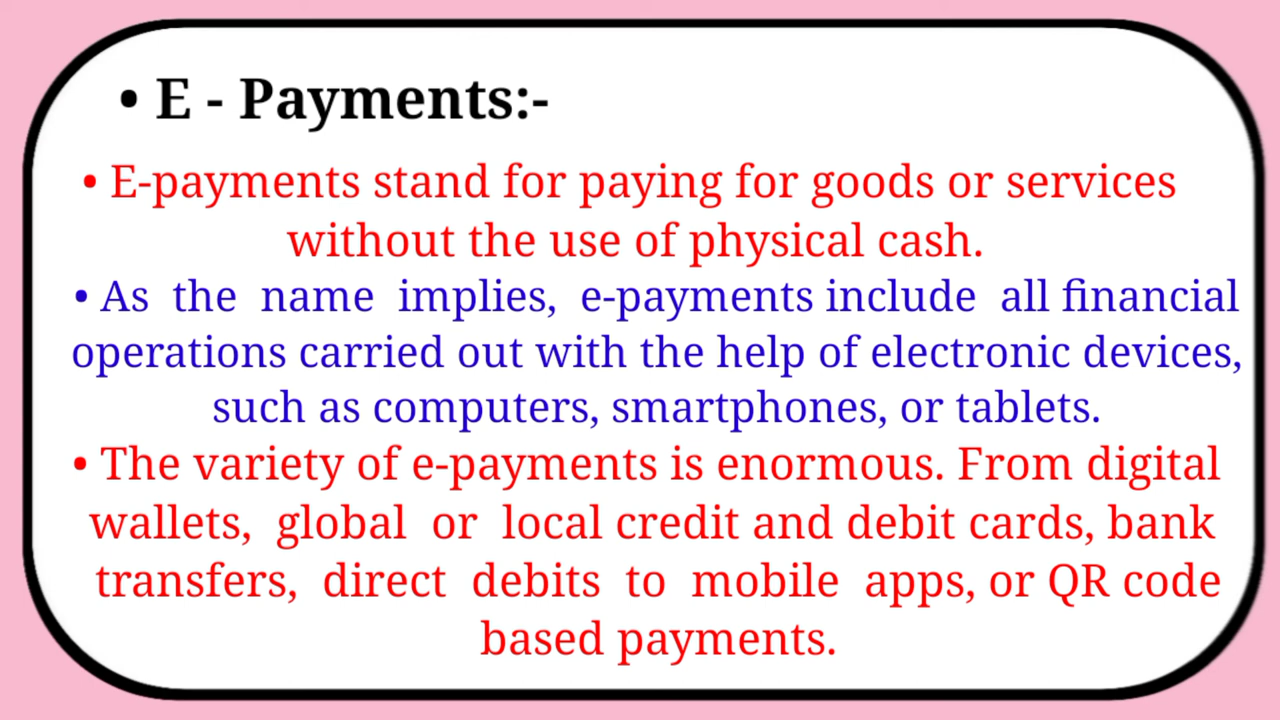 • E - Payments:-
• E-payments stand for paying for goods or services
without the use of physical cash.
• As the name implies, e-payments include all financial
operations carried out with the help of electronic devices,
such as computers, smartphones, or tablets.
• The variety of e-payments is enormous. From digital
wallets, global or local credit and debit cards, bank
transfers, direct debits to mobile apps, or QR code
based payments.